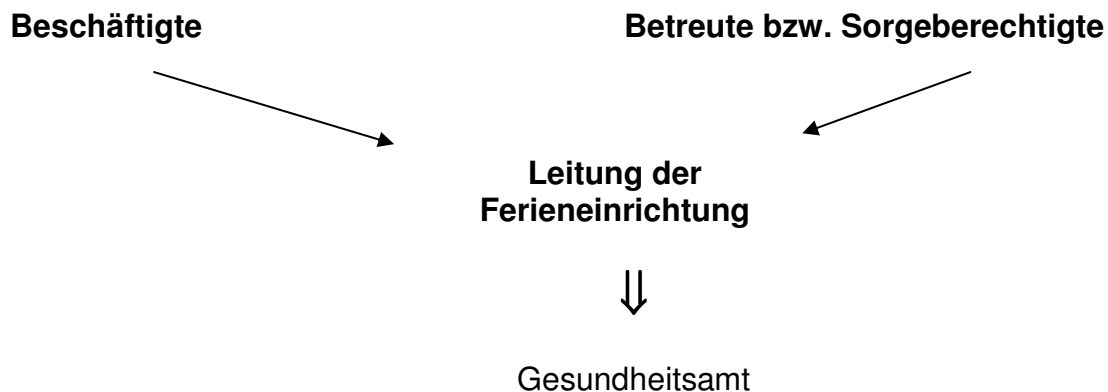 Beschäftigte
Betreute bzw. Sorgeberechtigte
Leitung der
Ferieneinrichtung
⇓
Gesundheitsamt